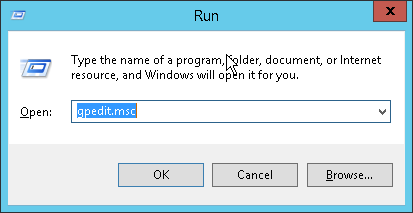 Run
x
Type the name of a program, folder, document, or Internet
resource, and Windows will open it for you.
Open: gpedit.msc
OK Cancel Browse...